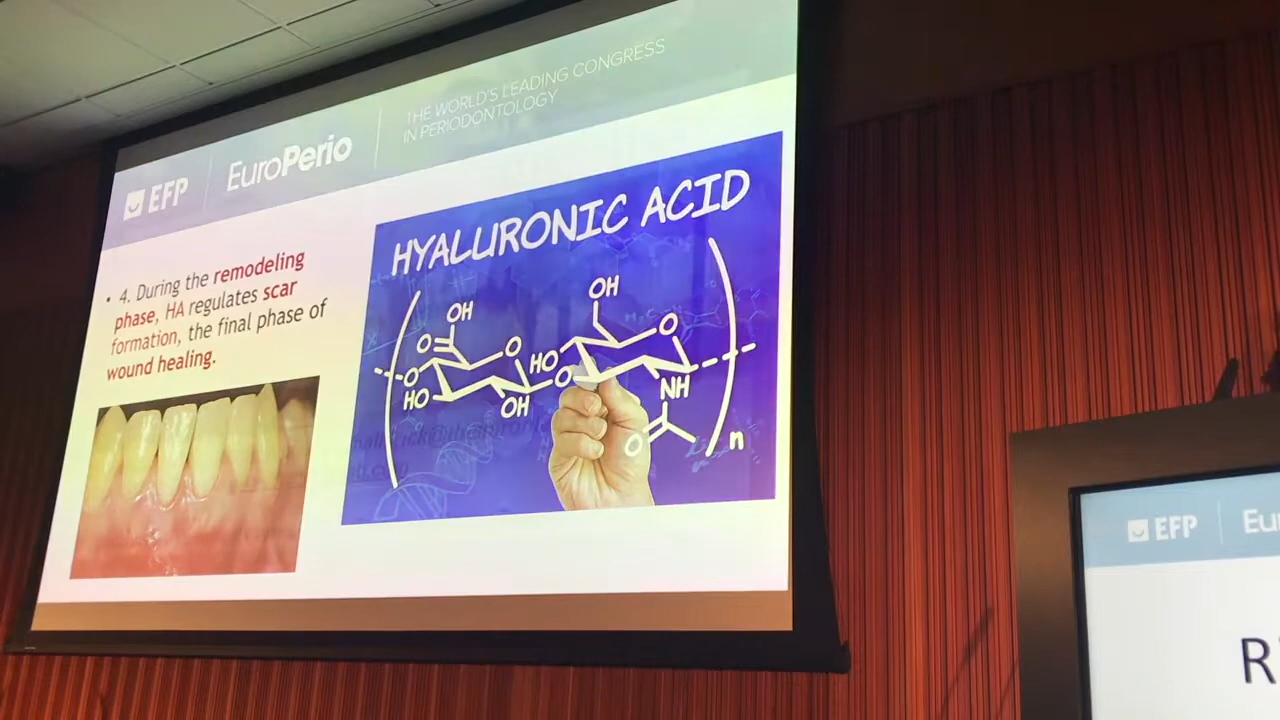 EFP
EuroPerio
THE WORLD'S LEADING CONGRESS
IN PERIODONTOLOGY
• 4. During the remodeling
phase, HA regulates scar
formation, the final phase of
wound healing.
HYALURONIC ACID
OH
OH
O
O
O
O
HO
HO
O
OH
NH
O
n
EFP
Eu
R